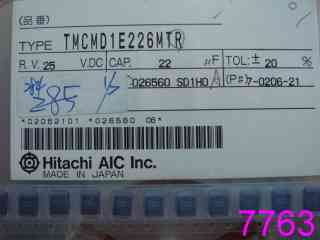 (品番)
TYPE TMCMD1E226MTR
R.V. 25 V.DC CAP. 22 μF TOL: ± 20 %
285 026560 SD1H0 (P#) 7-0206-21
*02062101 *026560 06*
Hitachi AIC Inc.
MADE IN JAPAN
7763